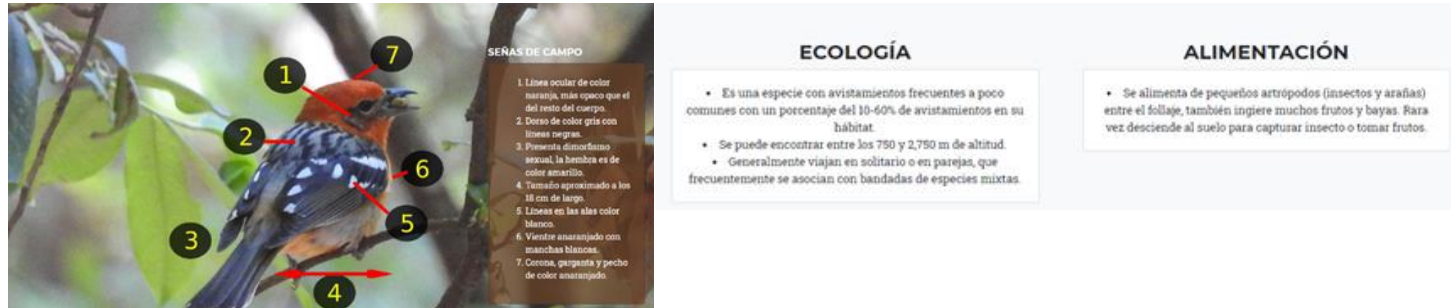 7
1
2
6
5
3
4
SEÑAS DE CAMPO
1. Línea ocular de color
naranja, más opaco que el
del resto del cuerpo.
2. Dorso de color gris con
líneas negras.
3. Presenta dimorfismo
sexual, la hembra es de
color amarillo.
4. Tamaño aproximado a los
18 cm de largo.
5. Líneas en las alas color
blanco.
6. Vientre anaranjado con
manchas blancas.
7. Corona, garganta y pecho
de color anaranjado.
ECOLOGÍA
• Es una especie con avistamientos frecuentes a poco
comunes con un porcentaje del 10-60% de avistamientos en su
hábitat.
• Se puede encontrar entre los 750 y 2,750 m de altitud.
• Generalmente viajan en solitario o en parejas, que
frecuentemente se asocian con bandadas de especies mixtas.
ALIMENTACIÓN
• Se alimenta de pequeños artrópodos (insectos y arañas)
entre el follaje, también ingiere muchos frutos y bayas. Rara
vez desciende al suelo para capturar insecto o tomar frutos.